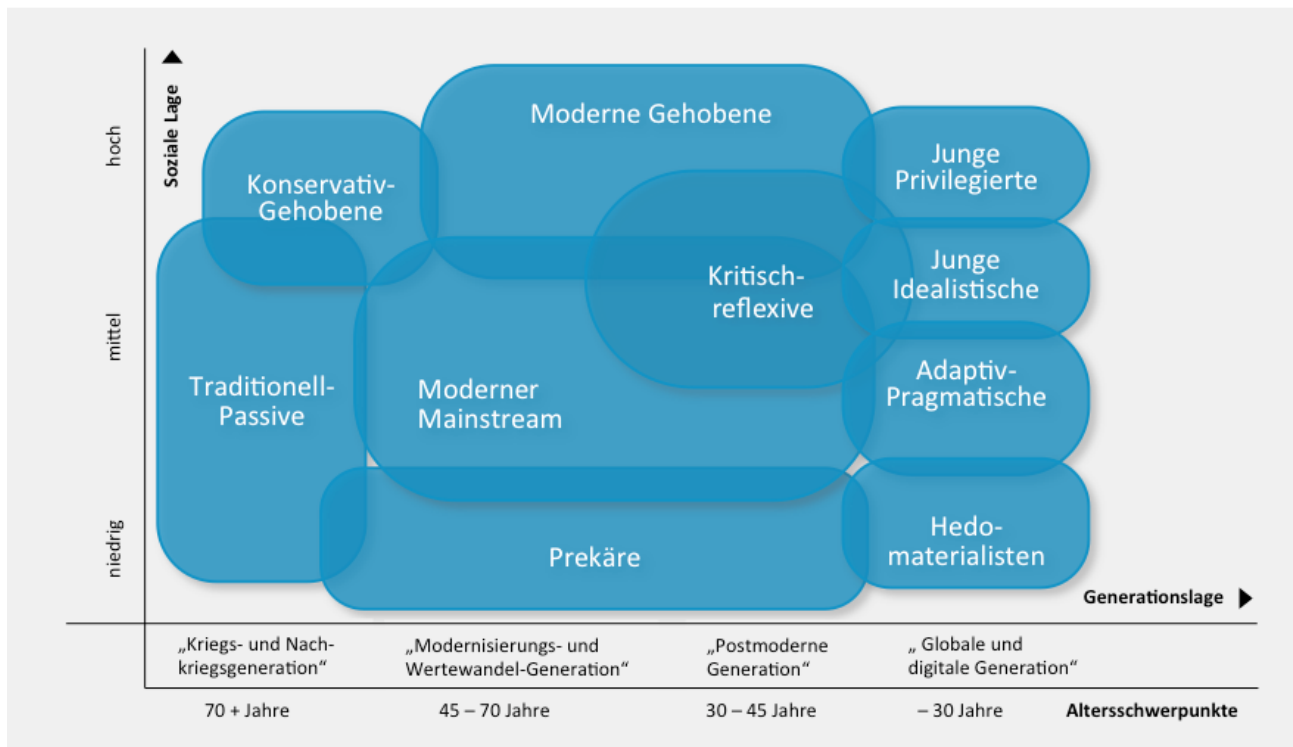 Soziale Lage
hoch
mittel
niedrig
Moderne Gehobene
Konservativ-
Gehobene
Junge
Privilegierte
Kritisch-
reflexive
Junge
Idealistische
Traditionell-
Passive
Moderner
Mainstream
Adaptiv-
Pragmatische
Prekäre
Hedo-
materialisten
Generationslage
„Kriegs- und Nach-
kriegsgeneration“
„Modernisierungs- und
Wertewandel-Generation“
„Postmoderne
Generation“
„ Globale und
digitale Generation“
70 + Jahre
45 – 70 Jahre
30 – 45 Jahre
– 30 Jahre
Altersschwerpunkte